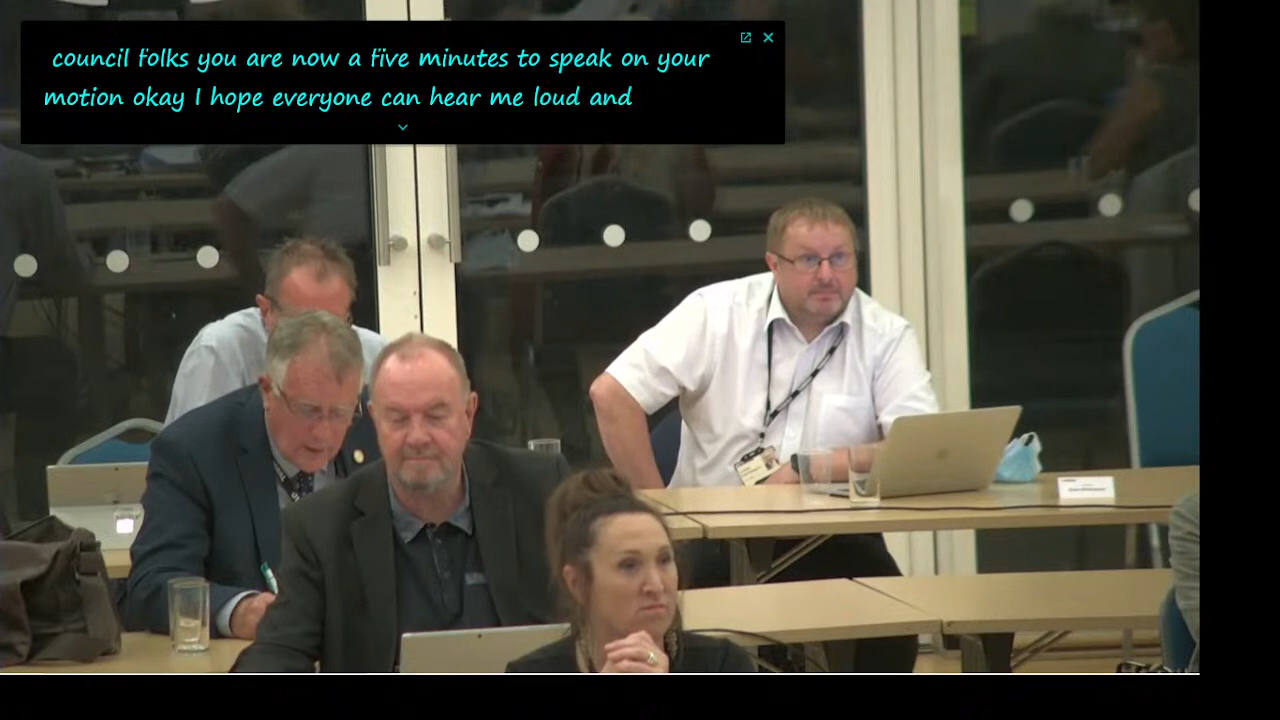 council folks you are now a five minutes to speak on your
motion okay I hope everyone can hear me loud and